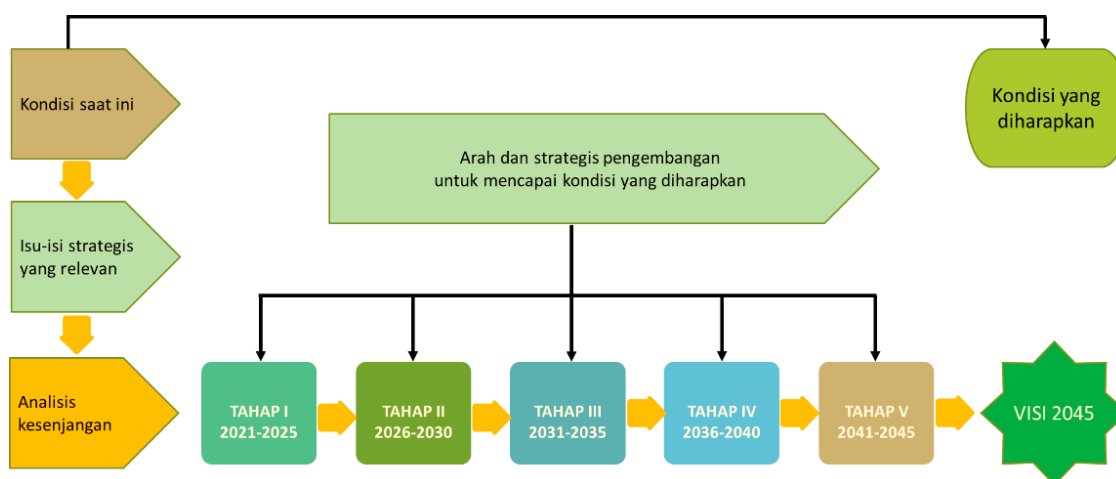 Kondisi saat ini
Kondisi yang
diharapkan
Arah dan strategis pengembangan
untuk mencapai kondisi yang diharapkan
Isu-isi strategis
yang relevan
Analisis
kesenjangan
TAHAP I
2021-2025
TAHAP II
2026-2030
TAHAP III
2031-2035
TAHAP IV
2036-2040
TAHAP V
2041-2045
VISI 2045